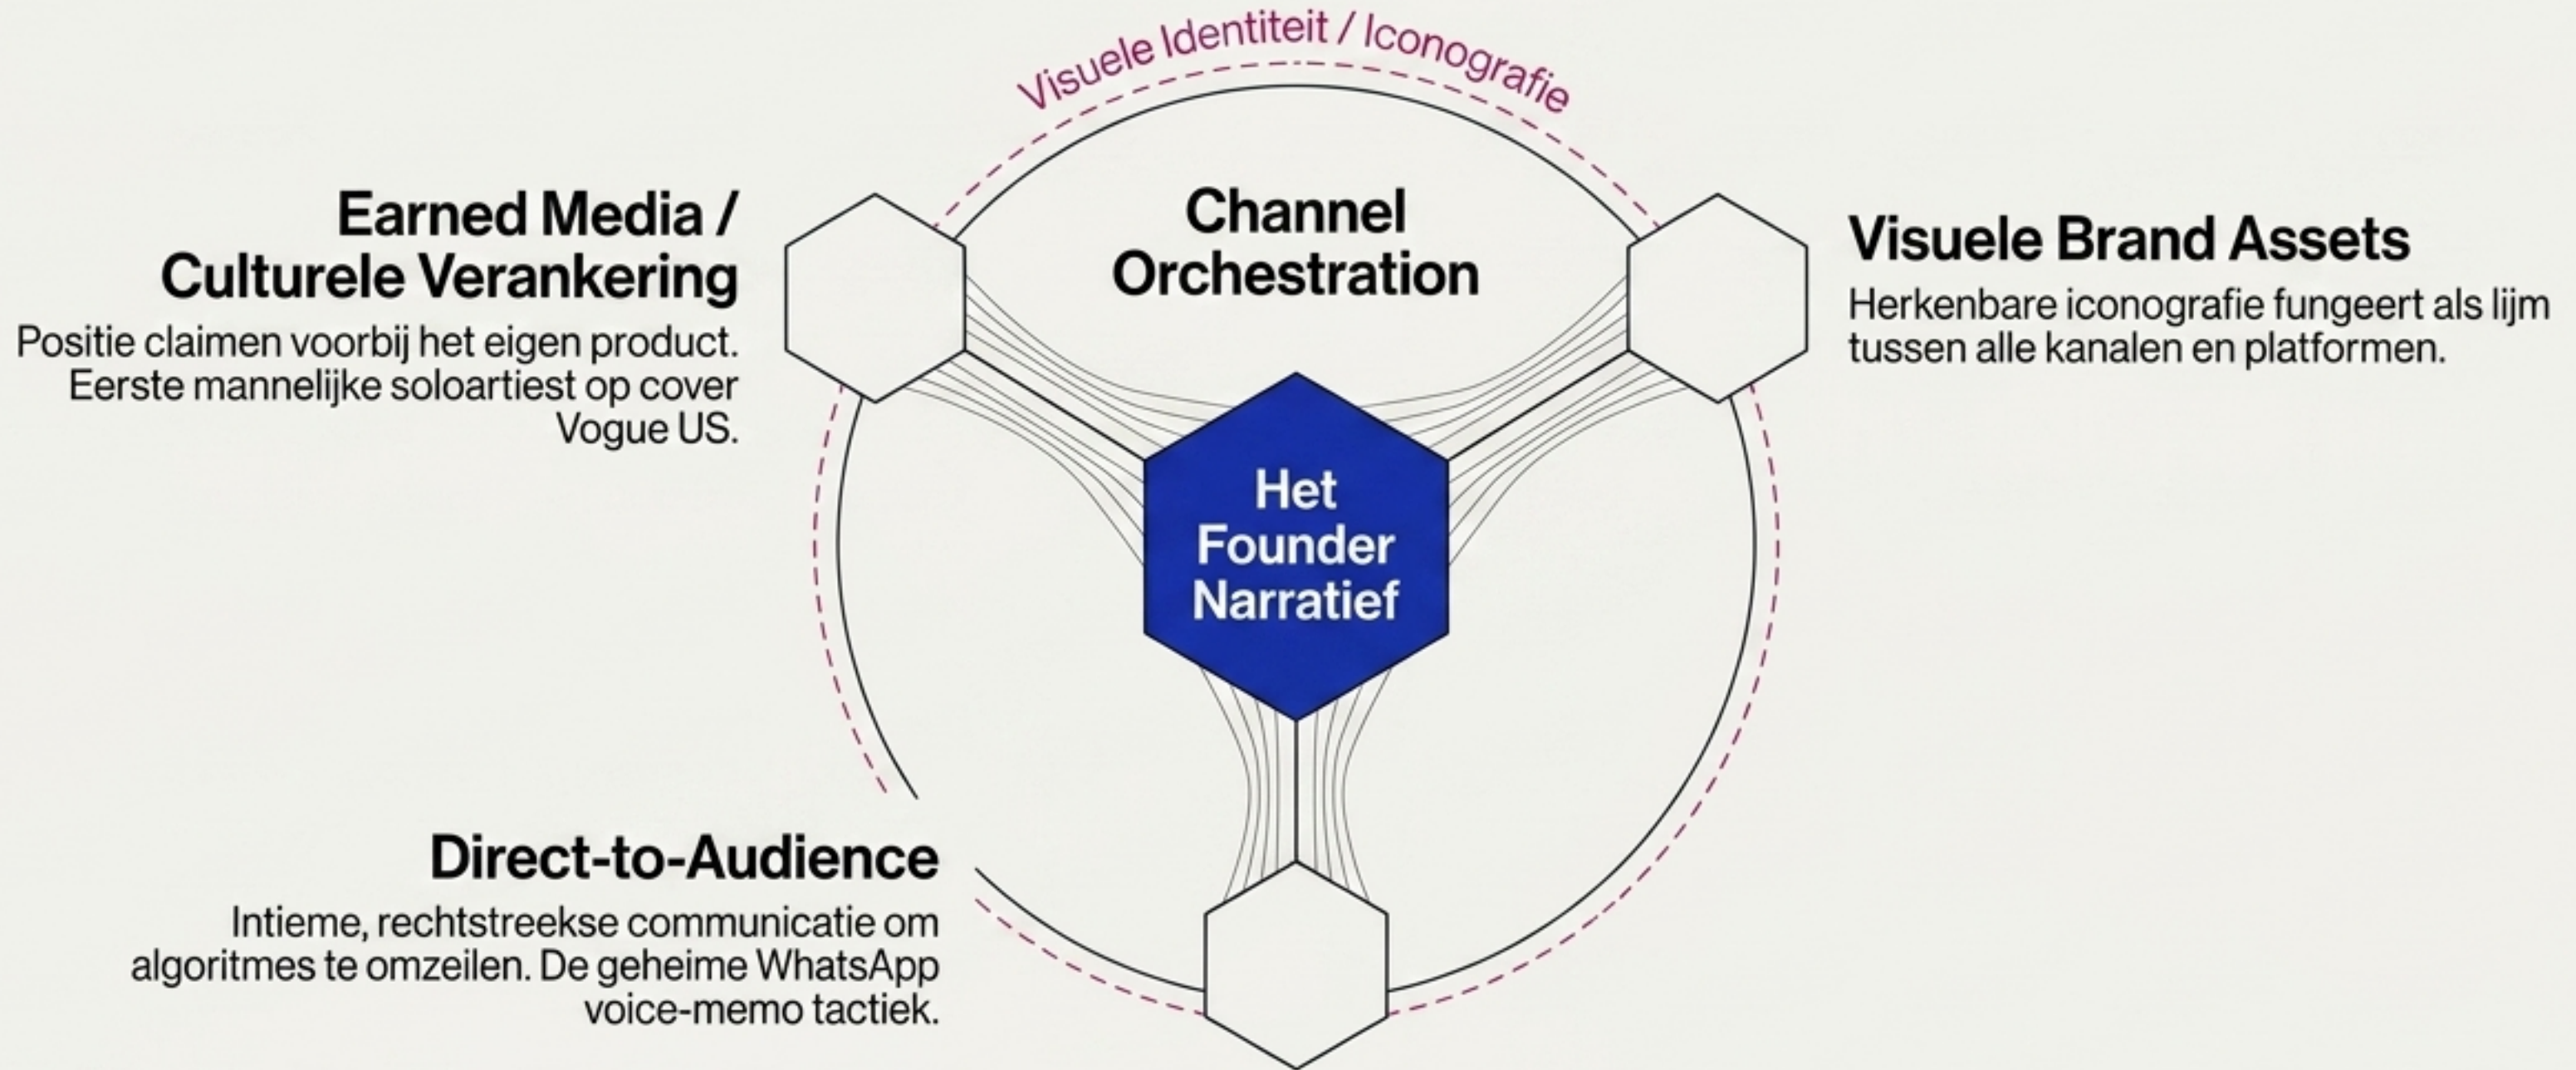 Visuele Identiteit / Iconografie
Earned Media /
Culturele Verankering
Positie claimen voorbij het eigen product.
Eerste mannelijke soloartiest op cover
Vogue US.
Channel
Orchestration
Visuele Brand Assets
Herkenbare iconografie fungeert als lijm
tussen alle kanalen en platformen.
Het
Founder
Narratief
Direct-to-Audience
Intieme, rechtstreekse communicatie om
algoritmes te omzeilen. De geheime WhatsApp
voice-memo tactiek.